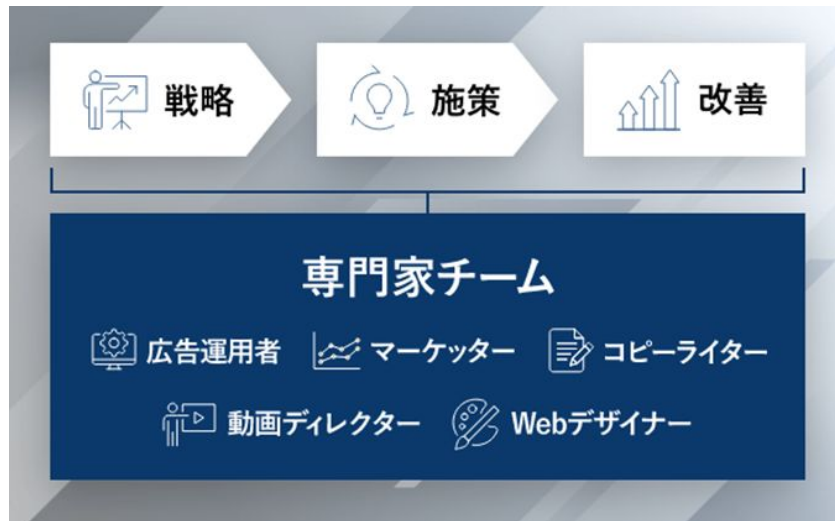 戦略
施策
改善
専門家チーム
広告運用者 マーケッター コピーライター
動画ディレクター Webデザイナー